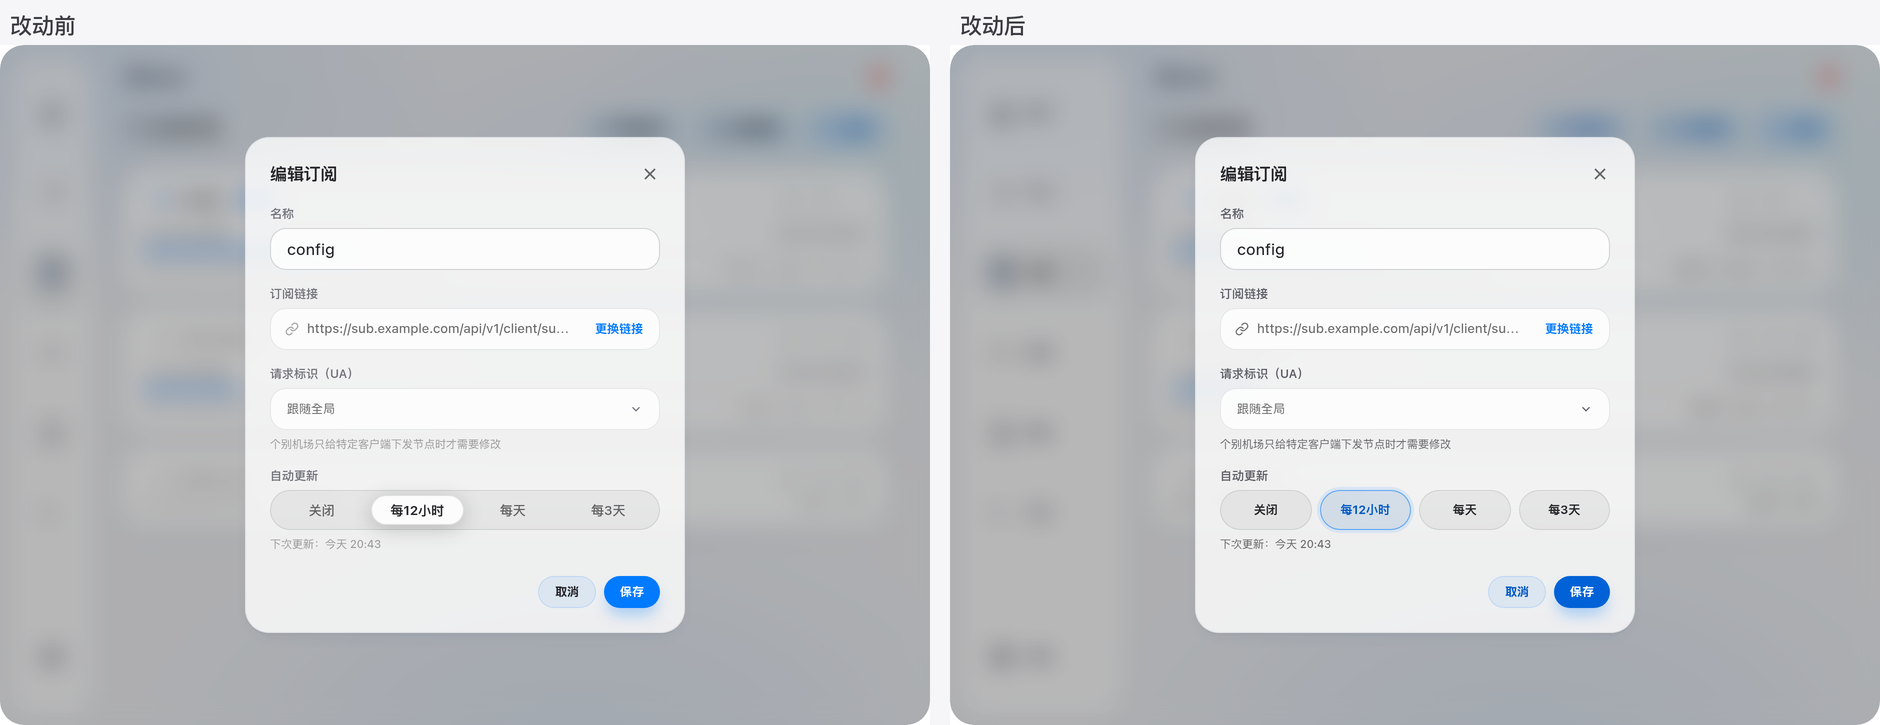 改动前
编辑订阅
名称
config
订阅链接
https://sub.example.com/api/v1/client/su... 更换链接
请求标识（UA）
跟随全局
个别机场只给特定客户端下发节点时才需要修改
自动更新
关闭 每12小时 每天 每3天
下次更新：今天 20:43
取消 保存
改动后
编辑订阅
名称
config
订阅链接
https://sub.example.com/api/v1/client/su... 更换链接
请求标识（UA）
跟随全局
个别机场只给特定客户端下发节点时才需要修改
自动更新
关闭 每12小时 每天 每3天
下次更新：今天 20:43
取消 保存